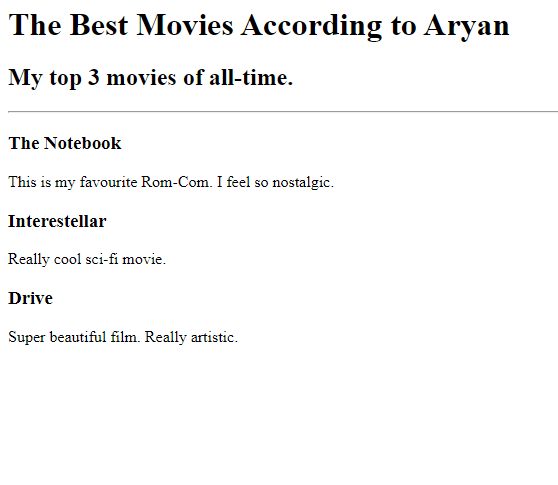 The Best Movies According to Aryan
My top 3 movies of all-time.
The Notebook
This is my favourite Rom-Com. I feel so nostalgic.
Interestellar
Really cool sci-fi movie.
Drive
Super beautiful film. Really artistic.